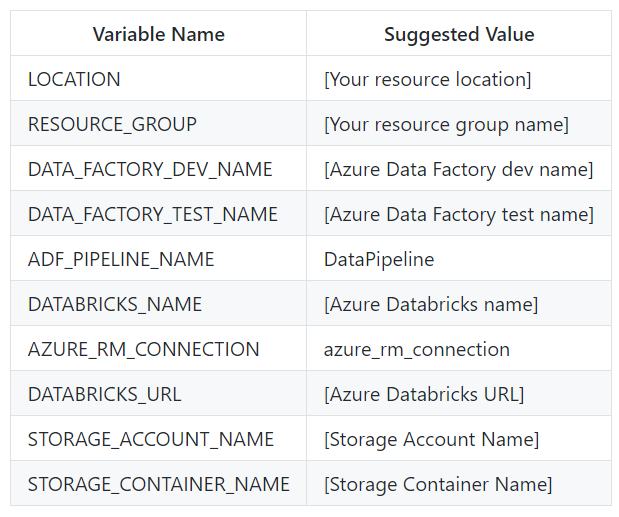 Variable Name Suggested Value
LOCATION [Your resource location]
RESOURCE_GROUP [Your resource group name]
DATA_FACTORY_DEV_NAME [Azure Data Factory dev name]
DATA_FACTORY_TEST_NAME [Azure Data Factory test name]
ADF_PIPELINE_NAME DataPipeline
DATABRICKS_NAME [Azure Databricks name]
AZURE_RM_CONNECTION azure_rm_connection
DATABRICKS_URL [Azure Databricks URL]
STORAGE_ACCOUNT_NAME [Storage Account Name]
STORAGE_CONTAINER_NAME [Storage Container Name]